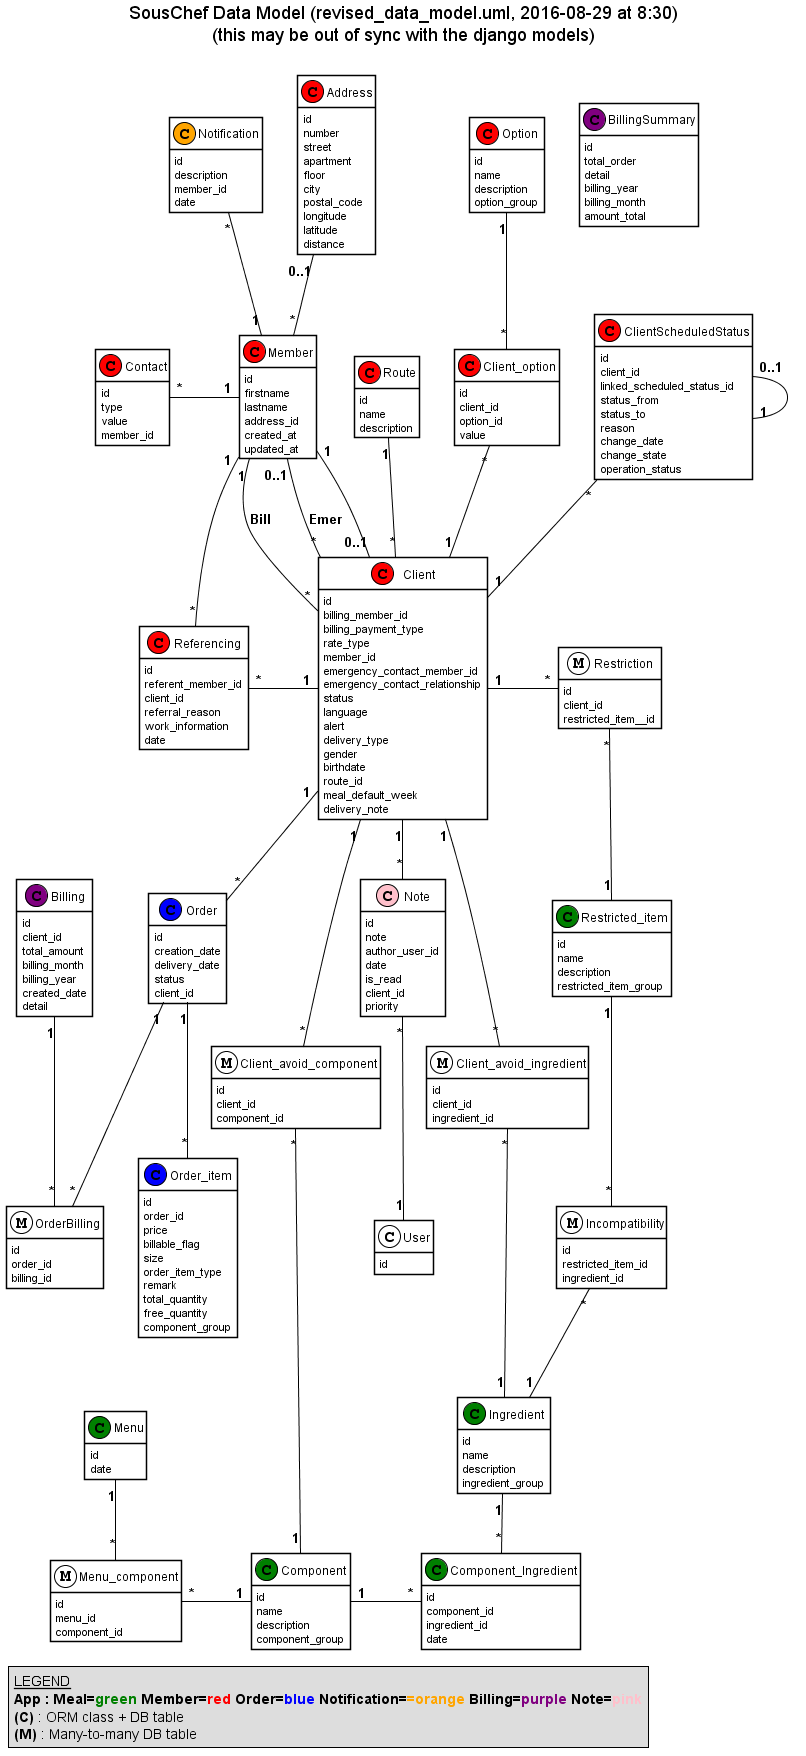 SousChef Data Model (revised_data_model.uml, 2016-08-29 at 8:30)
(this may be out of sync with the django models)
C Address
id
number
street
apartment
floor
city
postal_code
longitude
latitude
distance
C Notification
id
description
member_id
date
C Option
id
name
description
option_group
C BillingSummary
id
total_order
detail
billing_year
billing_month
amount_total
*
1
0..1
*
1
*
C Contact
id
type
value
member_id
*
1
C Member
id
firstname
lastname
address_id
created_at
updated_at
C Route
id
name
description
C Client_option
id
client_id
option_id
value
C ClientScheduledStatus
id
client_id
linked_scheduled_status_id
status_from
status_to
reason
change_date
change_state
operation_status
0..1
1
1
*
1
Bill
*
0..1
Emer
*
1
0..1
1
*
*
1
*
1
C Referencing
id
referent_member_id
client_id
referral_reason
work_information
date
*
1
C Client
id
billing_member_id
billing_payment_type
rate_type
member_id
emergency_contact_member_id
emergency_contact_relationship
status
language
alert
delivery_type
gender
birthdate
route_id
meal_default_week
delivery_note
1
*
M Restriction
id
client_id
restricted_item__id
1
*
1
*
1
*
1
*
*
1
C Billing
id
client_id
total_amount
billing_month
billing_year
created_date
detail
C Order
id
creation_date
delivery_date
status
client_id
C Note
id
note
author_user_id
date
is_read
client_id
priority
C Restricted_item
id
name
description
restricted_item_group
1
*
1
*
1
*
*
1
1
*
M Client_avoid_component
id
client_id
component_id
M Client_avoid_ingredient
id
client_id
ingredient_id
*
1
*
1
M OrderBilling
id
order_id
billing_id
C Order_item
id
order_id
price
billable_flag
size
order_item_type
remark
total_quantity
free_quantity
component_group
C User
id
M Incompatibility
id
restricted_item_id
ingredient_id
*
1
C Menu
id
date
C Ingredient
id
name
description
ingredient_group
1
*
1
*
M Menu_component
id
menu_id
component_id
*
1
C Component
id
name
description
component_group
1
*
C Component_Ingredient
id
component_id
ingredient_id
date
LEGEND
App : Meal=green Member=red Order=blue Notification==orange Billing=purple Note=pink
(C) : ORM class + DB table
(M) : Many-to-many DB table